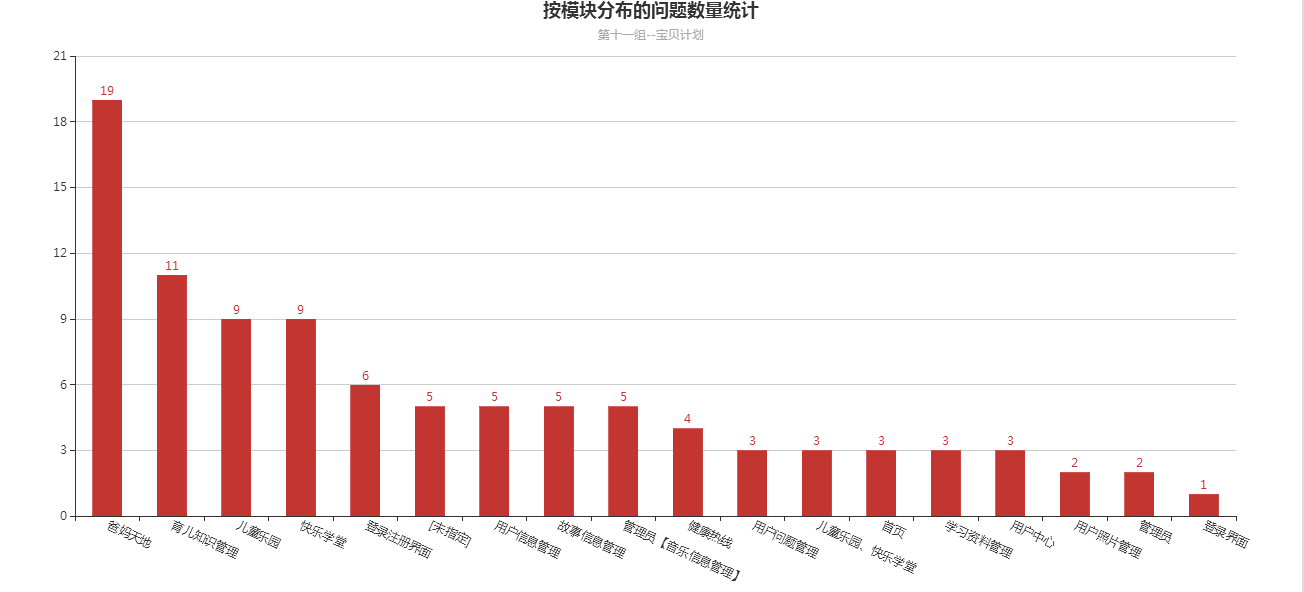 按模块分布的问题数量统计
第十一组--宝贝计划
21
18
15
12
9
6
3
0
19
11
9
9
6
5
5
5
5
4
3
3
3
3
3
2
2
1
爸妈天地
育儿知识管理
儿童乐园
快乐学堂
登录注册界面
[未指定]
用户信息管理
故事信息管理
管理员【音乐信息管理】
健康热线
用户问题管理
儿童乐园、快乐学堂
首页
学习资料管理
用户中心
用户照片管理
管理员
登录界面